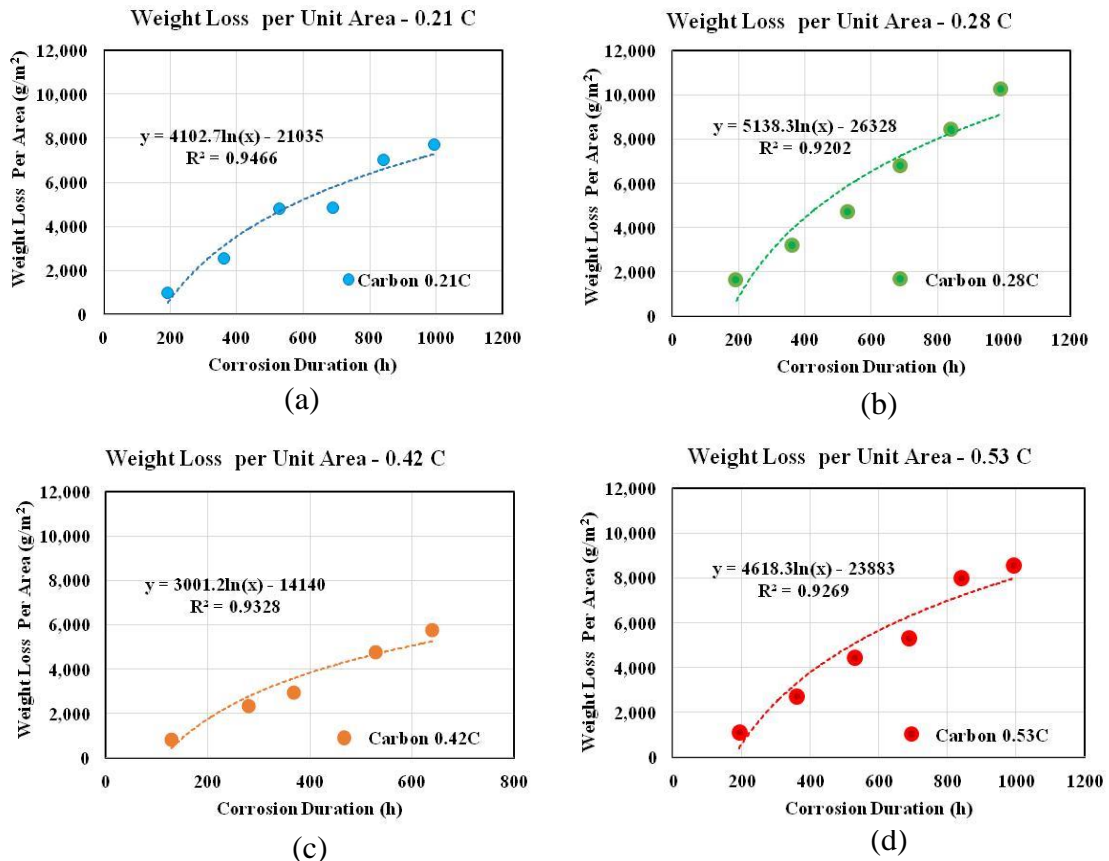 Weight Loss per Unit Area - 0.21 C
12,000
10,000
8,000
6,000
4,000
2,000
0
Weight Loss Per Area (g/m²)
y = 4102.7ln(x) - 21035
R² = 0.9466
Carbon 0.21C
0 200 400 600 800 1000 1200
Corrosion Duration (h)
(a)
Weight Loss per Unit Area - 0.28 C
12,000
10,000
8,000
6,000
4,000
2,000
0
Weight Loss Per Area (g/m²)
y = 5138.3ln(x) - 26328
R² = 0.9202
Carbon 0.28C
0 200 400 600 800 1000 1200
Corrosion Duration (h)
(b)
Weight Loss per Unit Area - 0.42 C
12,000
10,000
8,000
6,000
4,000
2,000
0
Weight Loss Per Area (g/m²)
y = 3001.2ln(x) - 14140
R² = 0.9328
Carbon 0.42C
0 200 400 600 800
Corrosion Duration (h)
(c)
Weight Loss per Unit Area - 0.53 C
12,000
10,000
8,000
6,000
4,000
2,000
0
Weight Loss Per Area (g/m²)
y = 4618.3ln(x) - 23883
R² = 0.9269
Carbon 0.53C
0 200 400 600 800 1000 1200
Corrosion Duration (h)
(d)